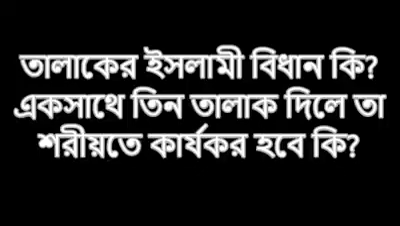 তালাকের ইসলামী বিধান কি?
একসাথে তিন তালাক দিলে তা
শরীয়তে কার্যকর হবে কি?